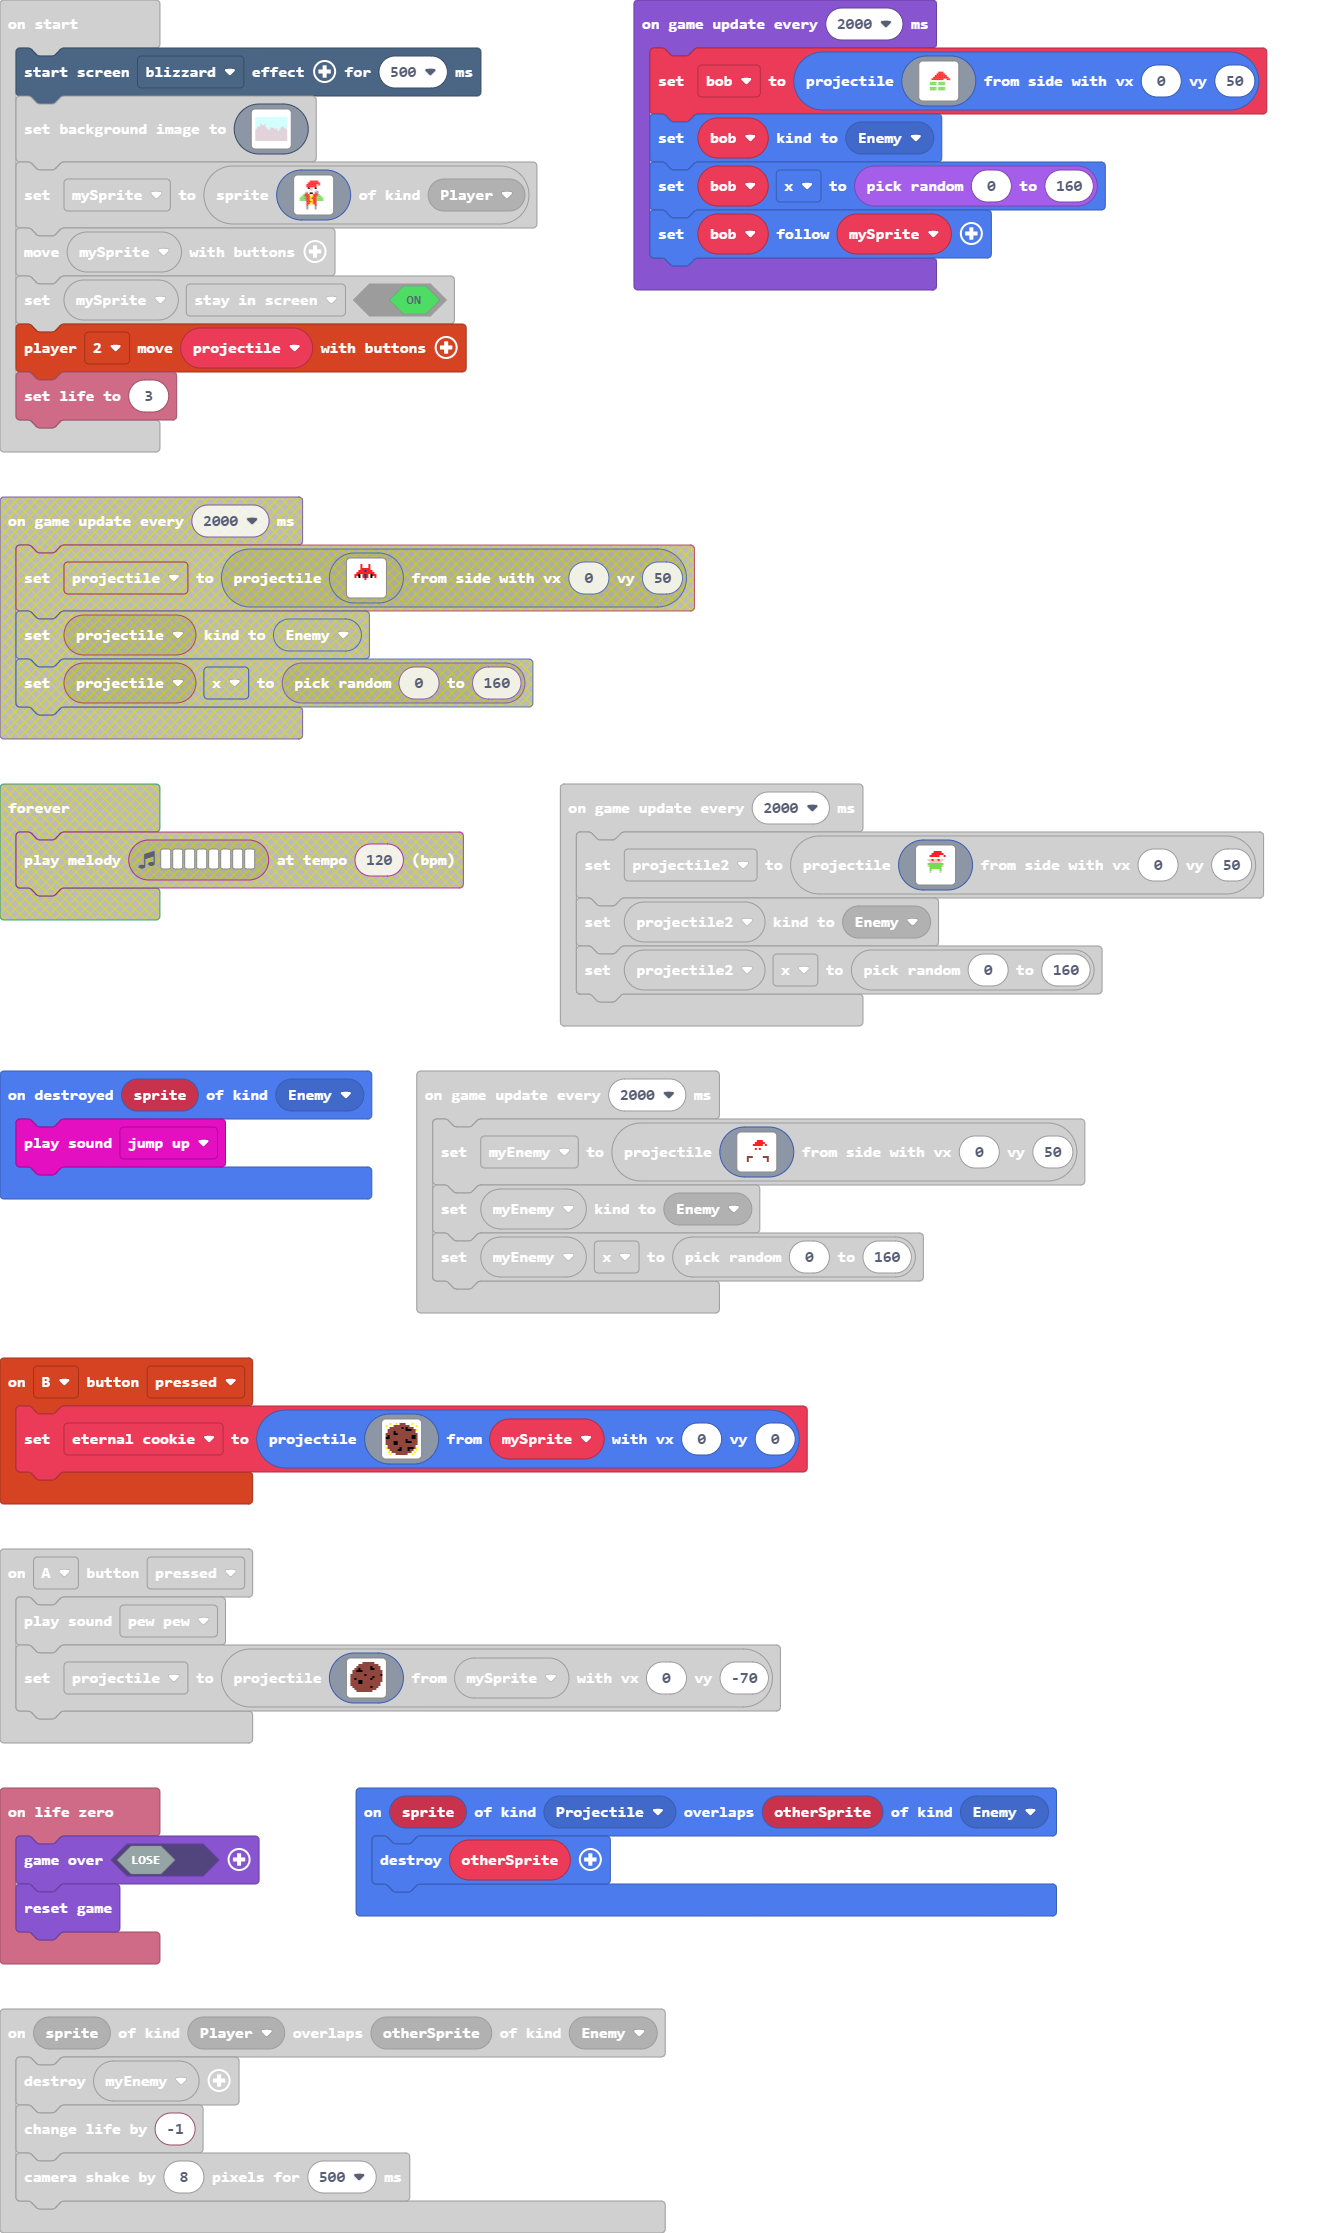 on start
start screen blizzard effect for 500 ms
set background image to
set mySprite to sprite of kind Player
move mySprite with buttons
set mySprite stay in screen ON
player 2 move projectile with buttons
set life to 3
on game update every 2000 ms
set bob to projectile from side with vx 0 vy 50
set bob kind to Enemy
set bob x to pick random 0 to 160
set bob follow mySprite
on game update every 2000 ms
set projectile to projectile from side with vx 0 vy 50
set projectile kind to Enemy
set projectile x to pick random 0 to 160
forever
play melody at tempo 120 (bpm)
on game update every 2000 ms
set projectile2 to projectile from side with vx 0 vy 50
set projectile2 kind to Enemy
set projectile2 x to pick random 0 to 160
on destroyed sprite of kind Enemy
play sound jump up
on game update every 2000 ms
set myEnemy to projectile from side with vx 0 vy 50
set myEnemy kind to Enemy
set myEnemy x to pick random 0 to 160
on B button pressed
set eternal cookie to projectile from mySprite with vx 0 vy 0
on A button pressed
play sound pew pew
set projectile to projectile from mySprite with vx 0 vy -70
on life zero
game over LOSE
reset game
on sprite of kind Projectile overlaps otherSprite of kind Enemy
destroy otherSprite
on sprite of kind Player overlaps otherSprite of kind Enemy
destroy myEnemy
change life by -1
camera shake by 8 pixels for 500 ms